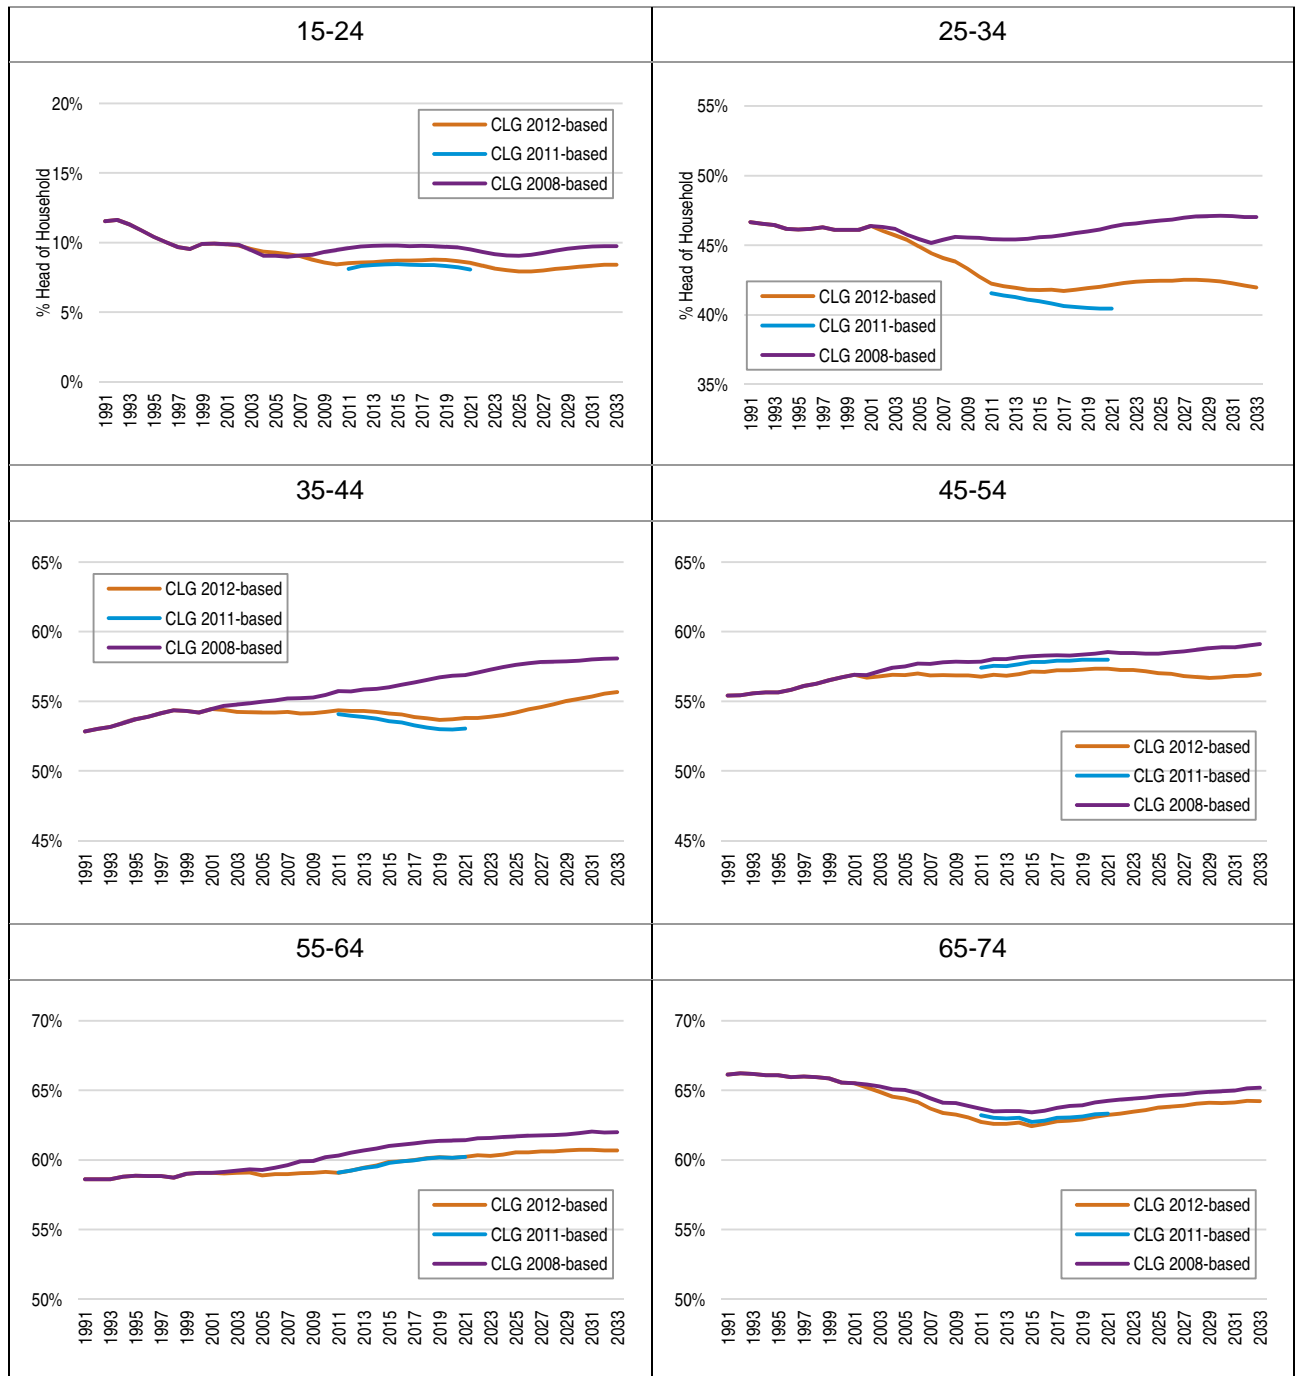 15-24
25-34
20%
15%
10%
5%
0%
% Head of Household
CLG 2012-based
CLG 2011-based
CLG 2008-based
1991 1993 1995 1997 1999 2001 2003 2005 2007 2009 2011 2013 2015 2017 2019 2021 2023 2025 2027 2029 2031 2033
55%
50%
45%
40%
35%
% Head of Household
CLG 2012-based
CLG 2011-based
CLG 2008-based
1991 1993 1995 1997 1999 2001 2003 2005 2007 2009 2011 2013 2015 2017 2019 2021 2023 2025 2027 2029 2031 2033
35-44
45-54
65%
60%
55%
50%
45%
CLG 2012-based
CLG 2011-based
CLG 2008-based
1991 1993 1995 1997 1999 2001 2003 2005 2007 2009 2011 2013 2015 2017 2019 2021 2023 2025 2027 2029 2031 2033
65%
60%
55%
50%
45%
CLG 2012-based
CLG 2011-based
CLG 2008-based
1991 1993 1995 1997 1999 2001 2003 2005 2007 2009 2011 2013 2015 2017 2019 2021 2023 2025 2027 2029 2031 2033
55-64
65-74
70%
65%
60%
55%
50%
CLG 2012-based
CLG 2011-based
CLG 2008-based
1991 1993 1995 1997 1999 2001 2003 2005 2007 2009 2011 2013 2015 2017 2019 2021 2023 2025 2027 2029 2031 2033
70%
65%
60%
55%
50%
CLG 2012-based
CLG 2011-based
CLG 2008-based
1991 1993 1995 1997 1999 2001 2003 2005 2007 2009 2011 2013 2015 2017 2019 2021 2023 2025 2027 2029 2031 2033